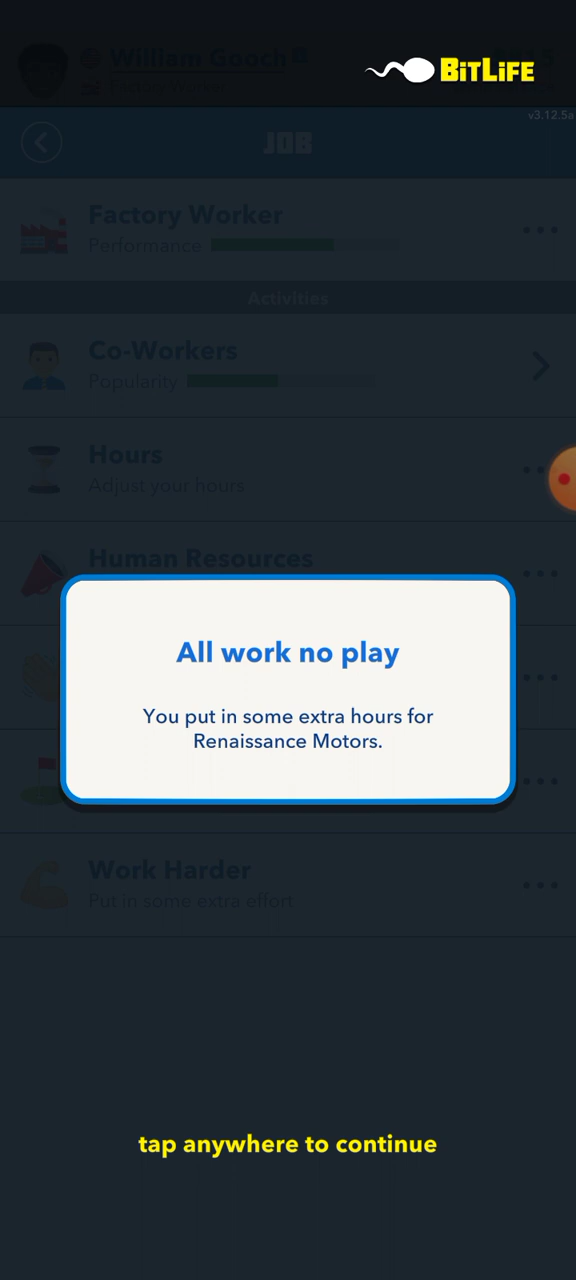 William Gooch
BITLIFE
Factory Worker
v3.12.5a
JOB
Factory Worker
Performance
Activities
Co-Workers
Popularity
Hours
Adjust your hours
Human Resources
All work no play
You put in some extra hours for
Renaissance Motors.
Work Harder
Put in some extra effort
tap anywhere to continue